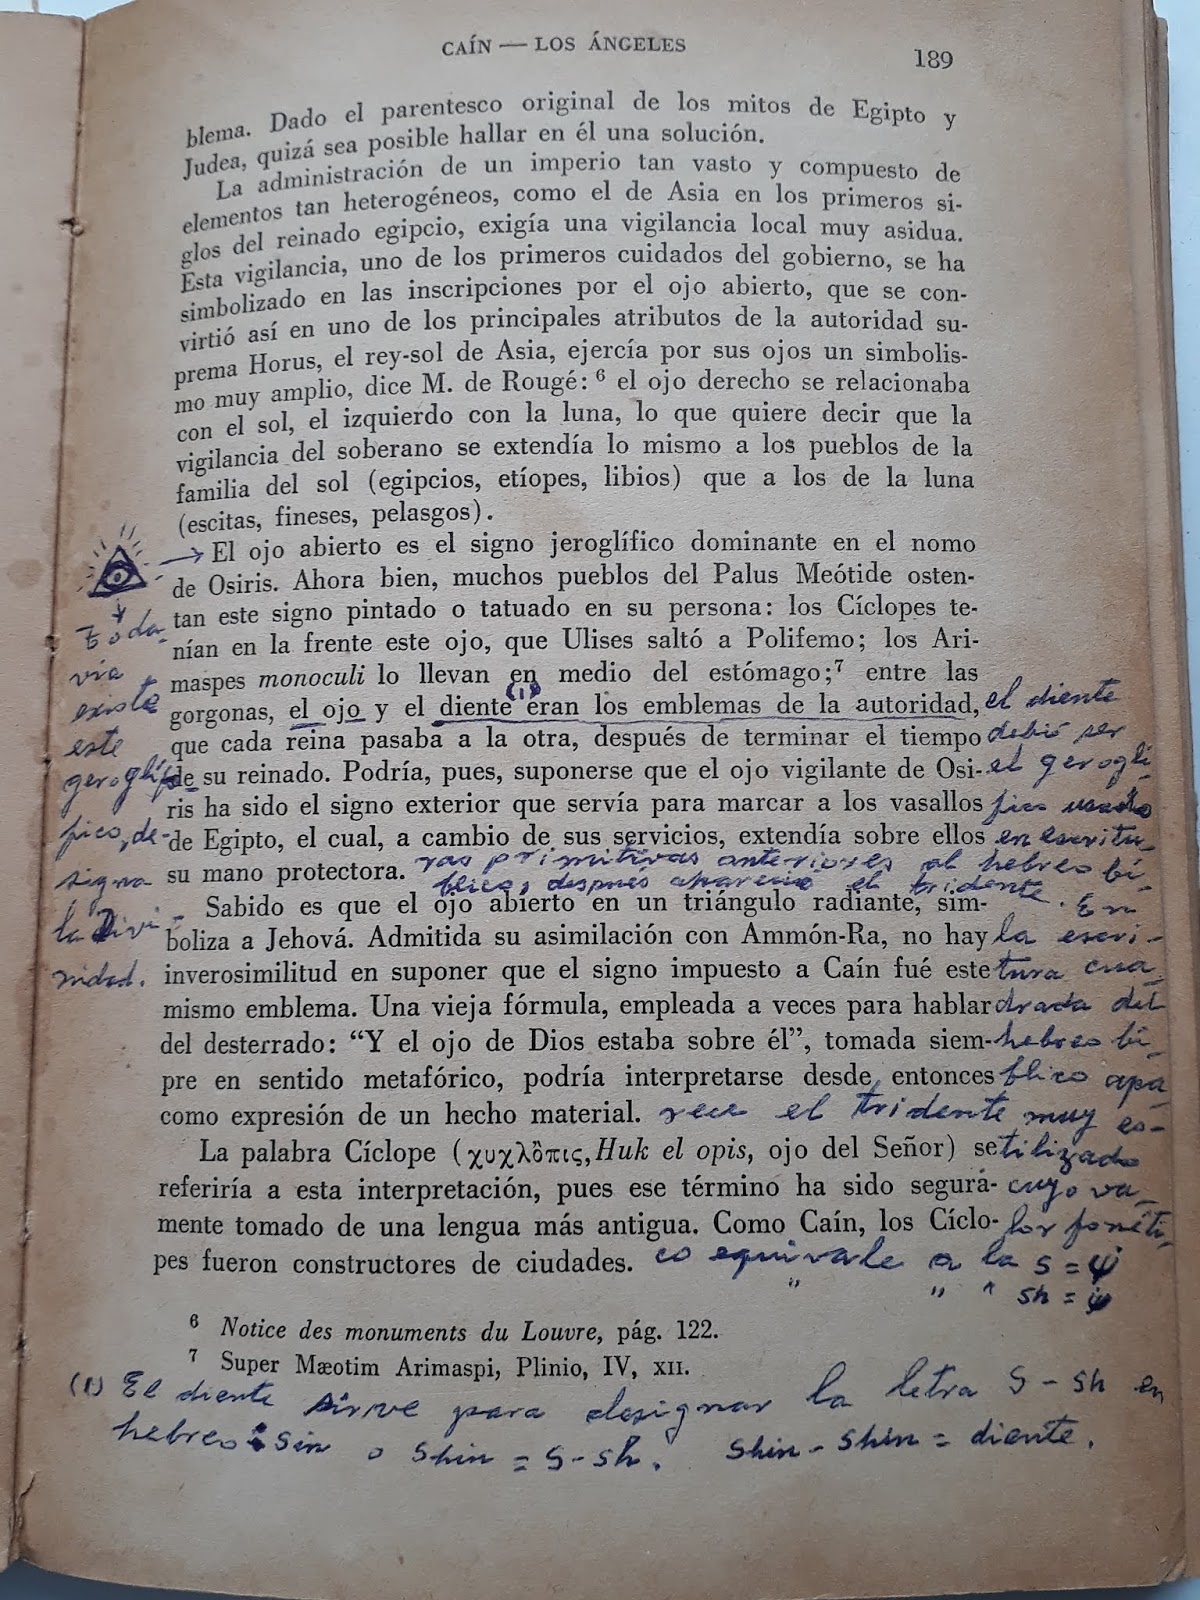 CAÍN — LOS ÁNGELES
189
blema. Dado el parentesco original de los mitos de Egipto y
Judea, quizá sea posible hallar en él una solución.
La administración de un imperio tan vasto y compuesto de
elementos tan heterogéneos, como el de Asia en los primeros si-
glos del reinado egipcio, exigía una vigilancia local muy asidua.
Esta vigilancia, uno de los primeros cuidados del gobierno, se ha
simbolizado en las inscripciones por el ojo abierto, que se con-
virtió así en uno de los principales atributos de la autoridad su-
prema Horus, el rey-sol de Asia, ejercía por sus ojos un simbolis-
mo muy amplio, dice M. de Rougé: ⁶ el ojo derecho se relacionaba
con el sol, el izquierdo con la luna, lo que quiere decir que la
vigilancia del soberano se extendía lo mismo a los pueblos de la
familia del sol (egipcios, etíopes, libios) que a los de la luna
(escitas, fineses, pelasgos).
El ojo abierto es el signo jeroglífico dominante en el nomo
de Osiris. Ahora bien, muchos pueblos del Palus Meótide osten-
tan este signo pintado o tatuado en su persona: los Cíclopes te-
nían en la frente este ojo, que Ulises saltó a Polifemo; los Ari-
maspes monoculi lo llevan en medio del estómago;⁷ entre las
(1)
gorgonas, el ojo y el diente eran los emblemas de la autoridad,
que cada reina pasaba a la otra, después de terminar el tiempo
de su reinado. Podría, pues, suponerse que el ojo vigilante de Osi-
ris ha sido el signo exterior que servía para marcar a los vasallos
de Egipto, el cual, a cambio de sus servicios, extendía sobre ellos
su mano protectora.
Sabido es que el ojo abierto en un triángulo radiante, sim-
boliza a Jehová. Admitida su asimilación con Ammón-Ra, no hay
inverosimilitud en suponer que el signo impuesto a Caín fué este
mismo emblema. Una vieja fórmula, empleada a veces para hablar
del desterrado: “Y el ojo de Dios estaba sobre él”, tomada siem-
pre en sentido metafórico, podría interpretarse desde entonces
como expresión de un hecho material.
La palabra Cíclope (χυχλὂπις, Huk el opis, ojo del Señor) se
referiría a esta interpretación, pues ese término ha sido segura-
mente tomado de una lengua más antigua. Como Caín, los Cíclo-
pes fueron constructores de ciudades.
⁶ Notice des monuments du Louvre, pág. 122.
⁷ Super Mæotim Arimaspi, Plinio, IV, XII.
Toda-
vía
existe
este
geroglí-
fico, de-
signa
la Divi-
nidad.
el diente
debió ser
el gerogli-
fico usado
en escritu-
ras primitivas anteriores al hebreo bí-
blico, después apareció el tridente. En
la escri-
tura cua-
drada del
hebreo bí-
blico apa-
rece el tridente muy es-
tilizado
cuyo va-
lor fonéti-
co equivale a la s = ψ
" " " sh = ψ
(1) El diente sirve para designar la letra S - sh en
hebreo: sin o shin = s - sh. Shin - shin = diente.